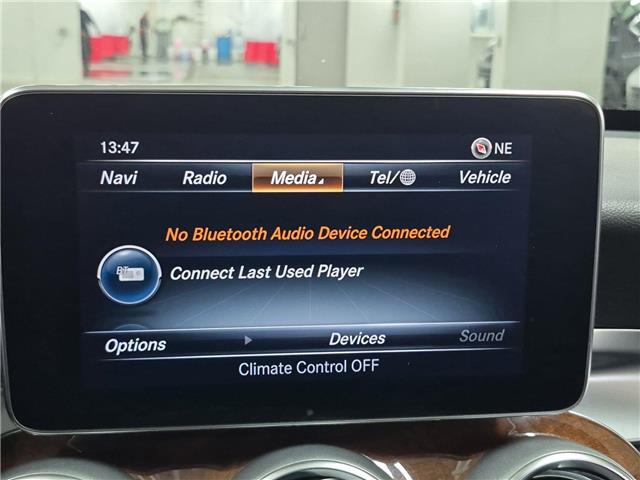 13:47 NE
Navi Radio Media Tel/ Vehicle
No Bluetooth Audio Device Connected
BT Connect Last Used Player
Options Devices Sound
Climate Control OFF